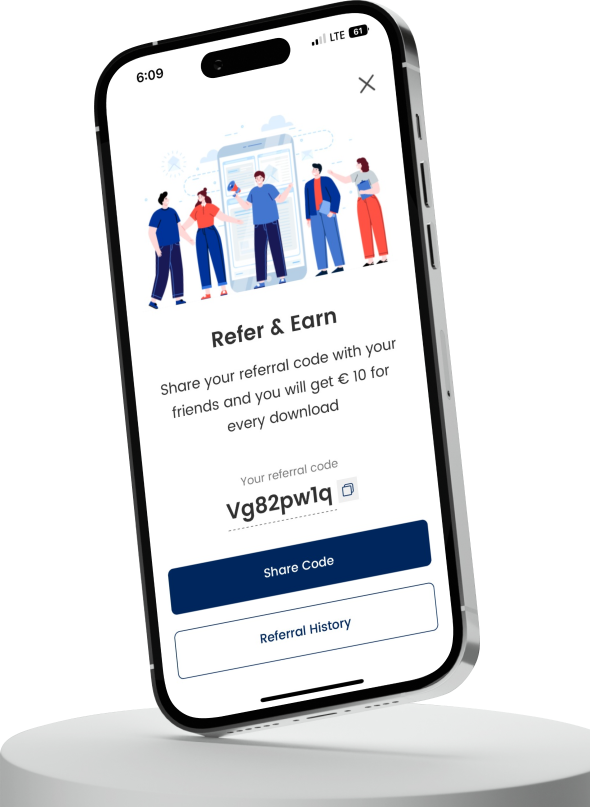 6:09
LTE 61
Refer & Earn
Share your referral code with your
friends and you will get € 10 for
every download
Your referral code
Vg82pw1q
Share Code
Referral History